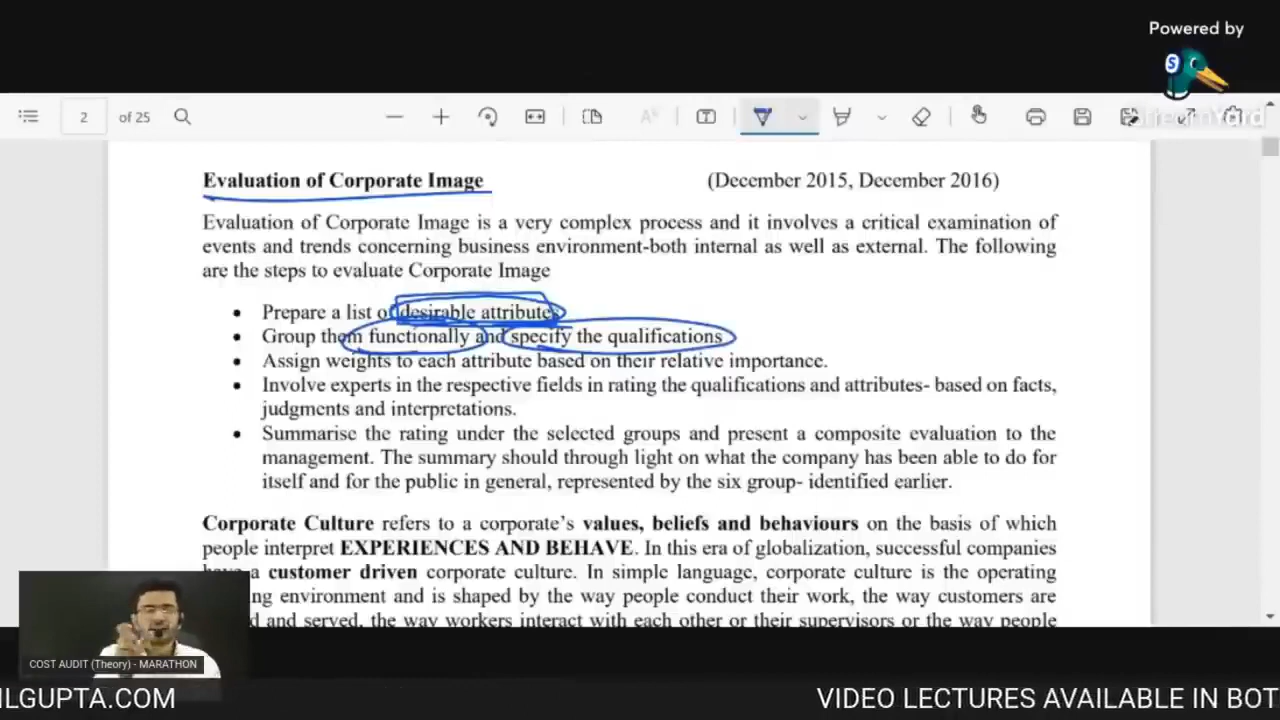 Powered by
S
2 of 25
Evaluation of Corporate Image (December 2015, December 2016)
Evaluation of Corporate Image is a very complex process and it involves a critical examination of
events and trends concerning business environment-both internal as well as external. The following
are the steps to evaluate Corporate Image
• Prepare a list of desirable attributes
• Group them functionally and specify the qualifications
• Assign weights to each attribute based on their relative importance.
• Involve experts in the respective fields in rating the qualifications and attributes- based on facts,
judgments and interpretations.
• Summarise the rating under the selected groups and present a composite evaluation to the
management. The summary should through light on what the company has been able to do for
itself and for the public in general, represented by the six group- identified earlier.
Corporate Culture refers to a corporate's values, beliefs and behaviours on the basis of which
people interpret EXPERIENCES AND BEHAVE. In this era of globalization, successful companies
a customer driven corporate culture. In simple language, corporate culture is the operating
environment and is shaped by the way people conduct their work, the way customers are
and served, the way workers interact with each other or their supervisors or the way people
COST AUDIT (Theory) - MARATHON
ILGUPTA.COM VIDEO LECTURES AVAILABLE IN BOT